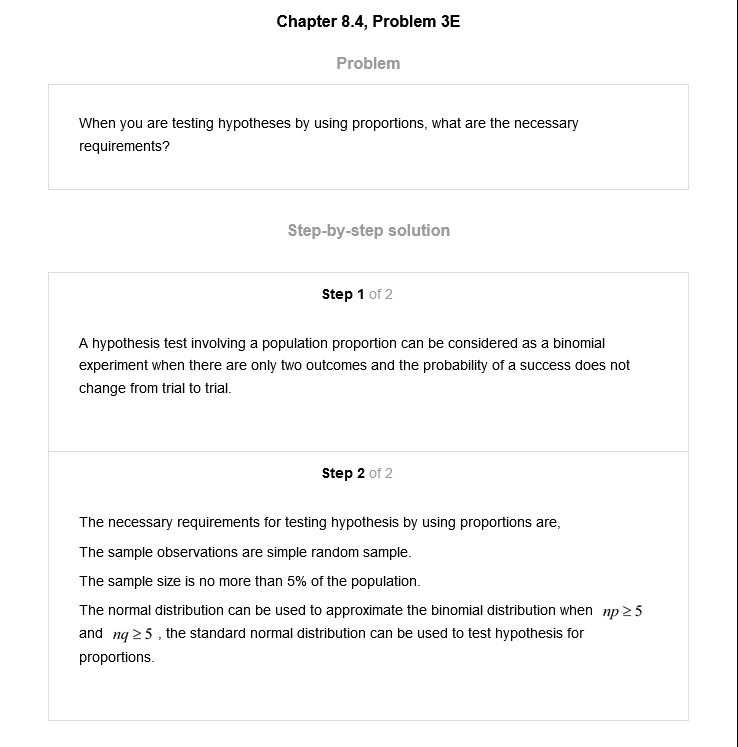 Chapter 8.4, Problem 3E
Problem
When you are testing hypotheses by using proportions, what are the necessary
requirements?
Step-by-step solution
Step 1 of 2
A hypothesis test involving a population proportion can be considered as a binomial
experiment when there are only two outcomes and the probability of a success does not
change from trial to trial.
Step 2 of 2
The necessary requirements for testing hypothesis by using proportions are,
The sample observations are simple random sample.
The sample size is no more than 5% of the population.
The normal distribution can be used to approximate the binomial distribution when np ≥ 5
and nq ≥ 5 , the standard normal distribution can be used to test hypothesis for
proportions.